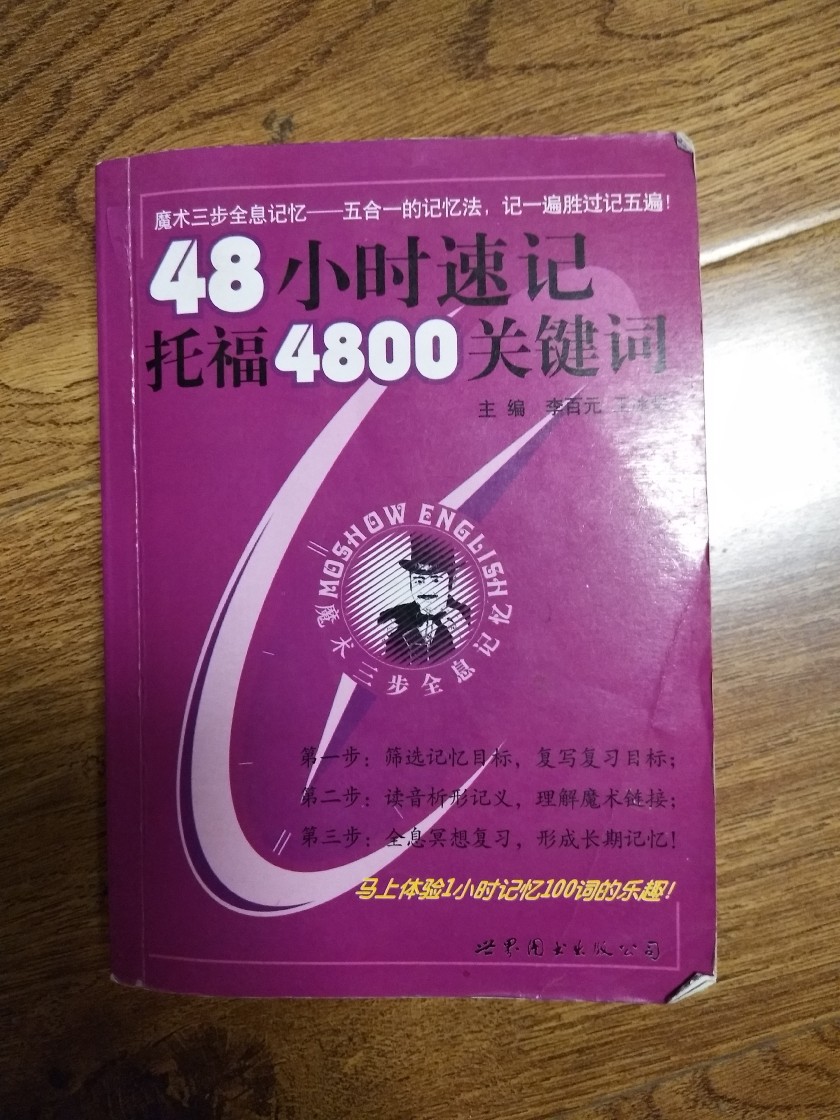 魔术三步全息记忆——五合一的记忆法，记一遍胜过记五遍！
48小时速记
托福4800关键词
主 编 李百元
MOSHOW ENGLISH
魔术三步全息记忆
第一步：筛选记忆目标，复写复习目标；
第二步：读音析形记义，理解魔术链接；
第三步：全息冥想复习，形成长期记忆！
马上体验1小时记忆100词的乐趣！
世界图书出版公司